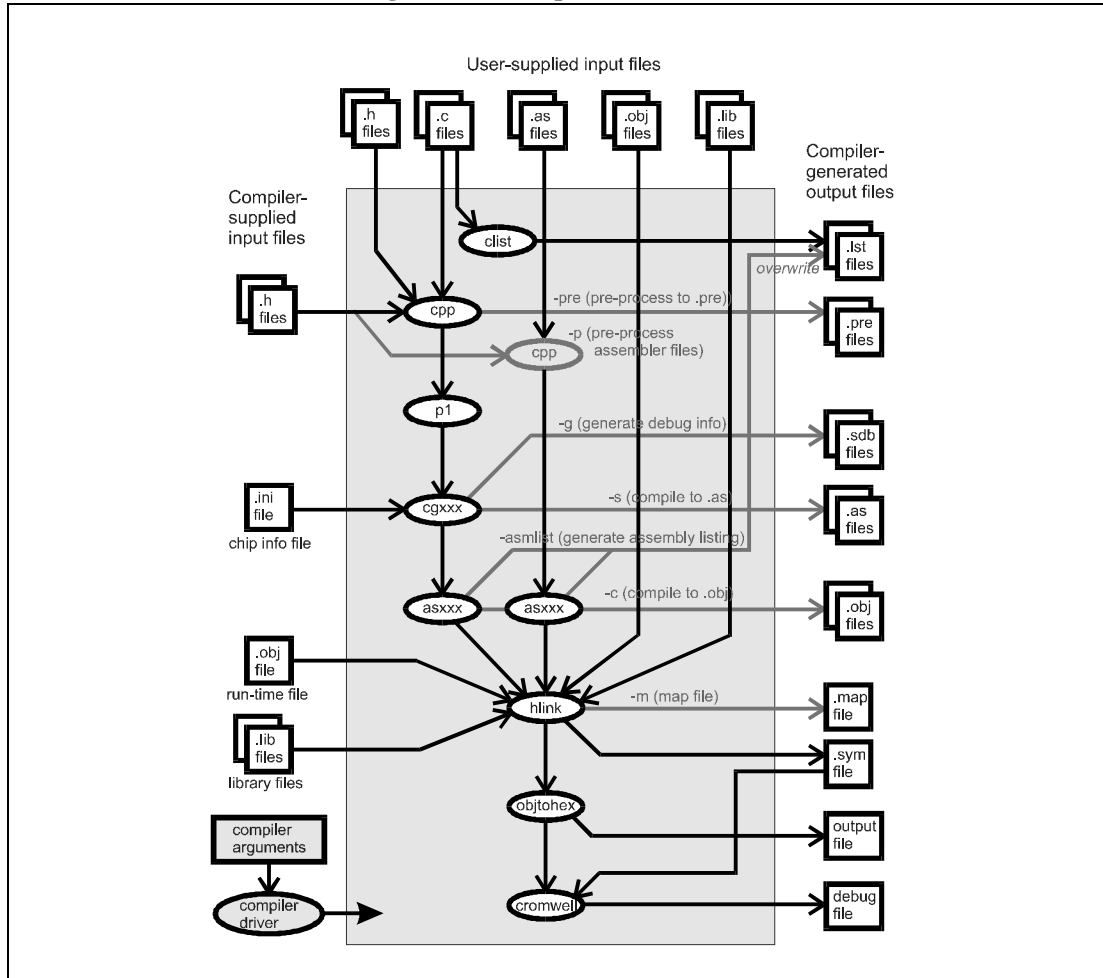 User-supplied input files
.h
files
.c
files
.as
files
.obj
files
.lib
files
Compiler-
generated
output files
Compiler-
supplied
input files
clist
.lst
files
overwrite
.h
files
cpp
-pre (pre-process to .pre))
.pre
files
-p (pre-process
assembler files)
cpp
p1
-g (generate debug info)
.sdb
files
.ini
file
chip info file
cgxxx
-s (compile to .as)
.as
files
-asmlist (generate assembly listing)
asxxx
asxxx
-c (compile to .obj)
.obj
files
.obj
file
run-time file
hlink
-m (map file)
.map
file
.lib
files
library files
.sym
file
objtohex
output
file
compiler
arguments
compiler
driver
cromwell
debug
file